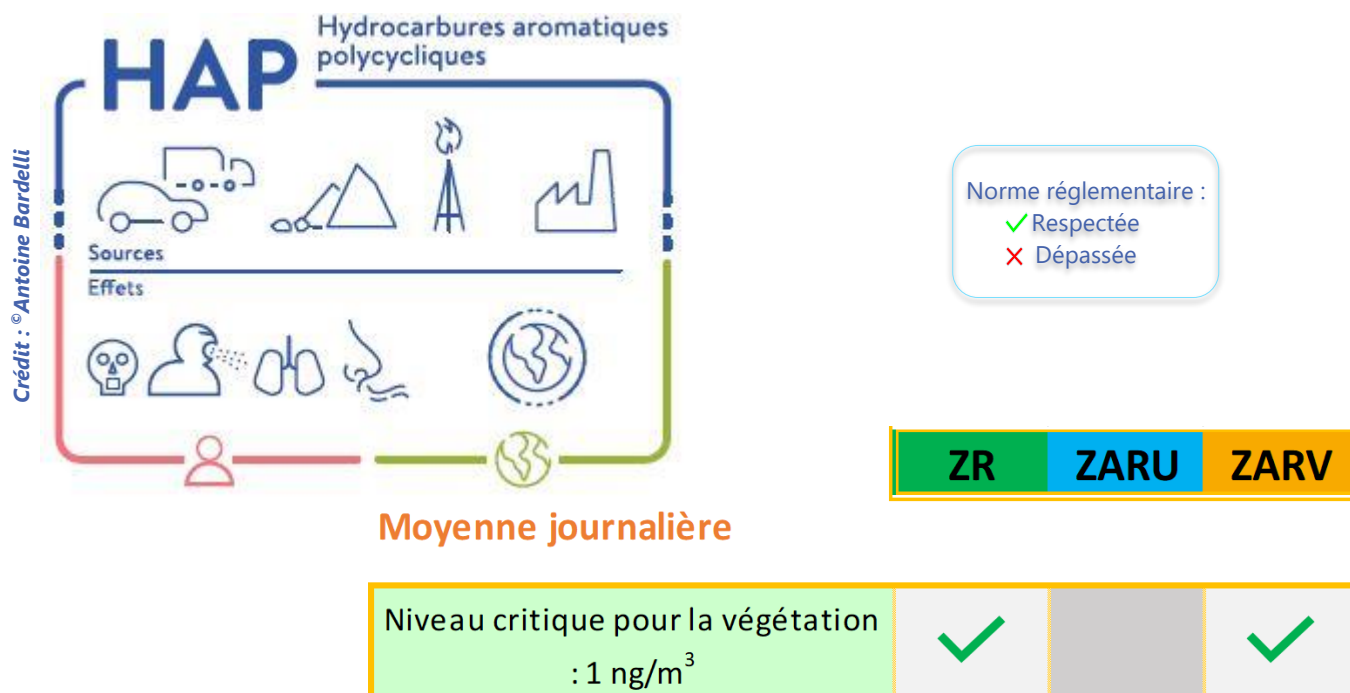 HAP
Hydrocarbures aromatiques
polycycliques
Crédit : ©Antoine Bardelli
Sources
Effets
Norme réglementaire :
Respectée
Dépassée
ZR ZARU ZARV
Moyenne journalière
Niveau critique pour la végétation
: 1 ng/m³